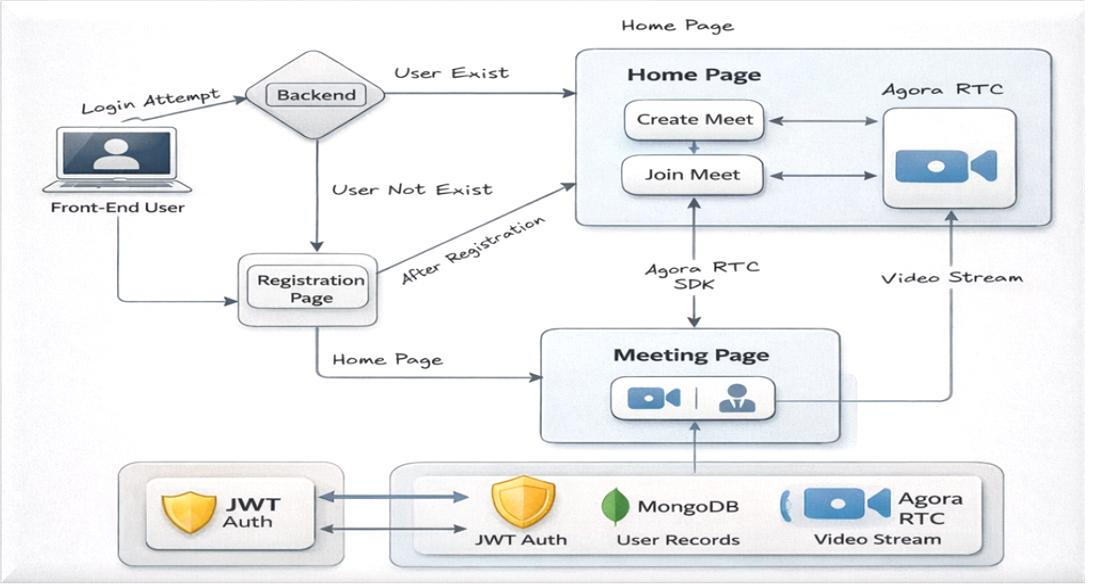 Home Page
Login Attempt
Backend
User Exist
Home Page
Create Meet
Join Meet
Agora RTC
Front-End User
User Not Exist
After Registration
Registration
Page
Agora RTC
SDK
Video Stream
Home Page
Meeting Page
JWT
Auth
JWT Auth
MongoDB
User Records
Agora
RTC
Video Stream